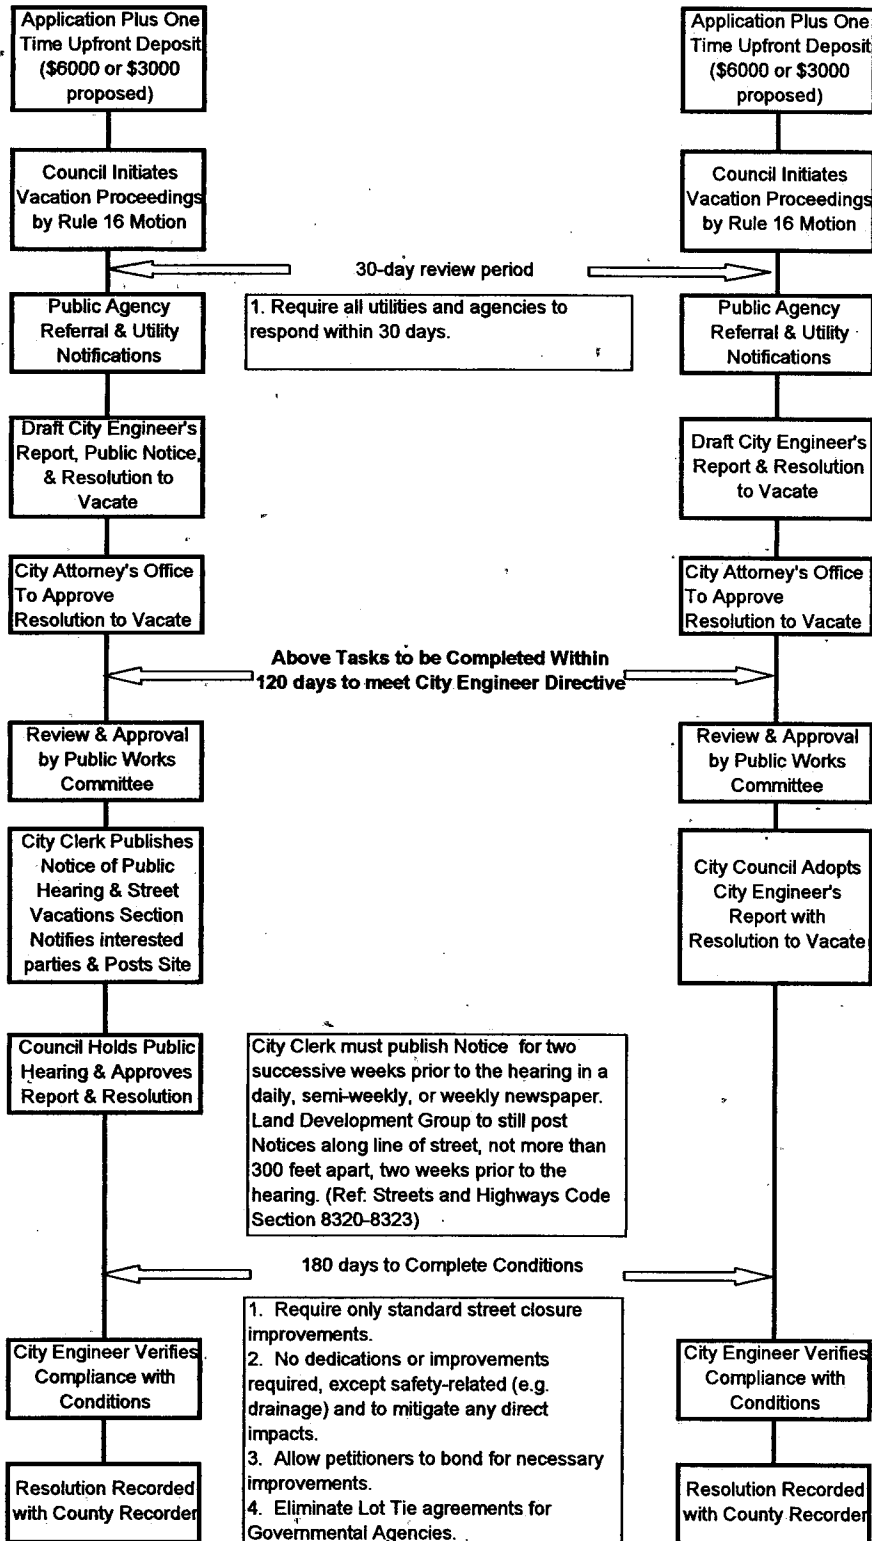 Application Plus One
Time Upfront Deposit
($6000 or $3000
proposed)
Application Plus One
Time Upfront Deposit
($6000 or $3000
proposed)
Council Initiates
Vacation Proceedings
by Rule 16 Motion
Council Initiates
Vacation Proceedings
by Rule 16 Motion
30-day review period
Public Agency
Referral & Utility
Notifications
1. Require all utilities and agencies to
respond within 30 days.
Public Agency
Referral & Utility
Notifications
Draft City Engineer's
Report, Public Notice,
& Resolution to
Vacate
Draft City Engineer's
Report & Resolution
to Vacate
City Attorney's Office
To Approve
Resolution to Vacate
City Attorney's Office
To Approve
Resolution to Vacate
Above Tasks to be Completed Within
120 days to meet City Engineer Directive
Review & Approval
by Public Works
Committee
Review & Approval
by Public Works
Committee
City Clerk Publishes
Notice of Public
Hearing & Street
Vacations Section
Notifies interested
parties & Posts Site
City Council Adopts
City Engineer's
Report with
Resolution to Vacate
Council Holds Public
Hearing & Approves
Report & Resolution
City Clerk must publish Notice for two
successive weeks prior to the hearing in a
daily, semi-weekly, or weekly newspaper.
Land Development Group to still post
Notices along line of street, not more than
300 feet apart, two weeks prior to the
hearing. (Ref: Streets and Highways Code
Section 8320-8323)
180 days to Complete Conditions
City Engineer Verifies
Compliance with
Conditions
1. Require only standard street closure
improvements.
2. No dedications or improvements
required, except safety-related (e.g.
drainage) and to mitigate any direct
impacts.
3. Allow petitioners to bond for necessary
improvements.
4. Eliminate Lot Tie agreements for
Governmental Agencies.
City Engineer Verifies
Compliance with
Conditions
Resolution Recorded
with County Recorder
Resolution Recorded
with County Recorder